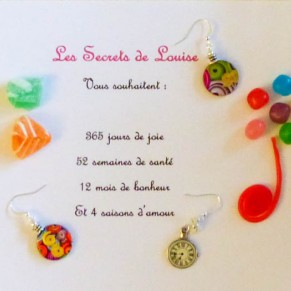 Les Secrets de Louise
Vous souhaitent :
365 jours de joie
52 semaines de santé
12 mois de bonheur
Et 4 saisons d'amour